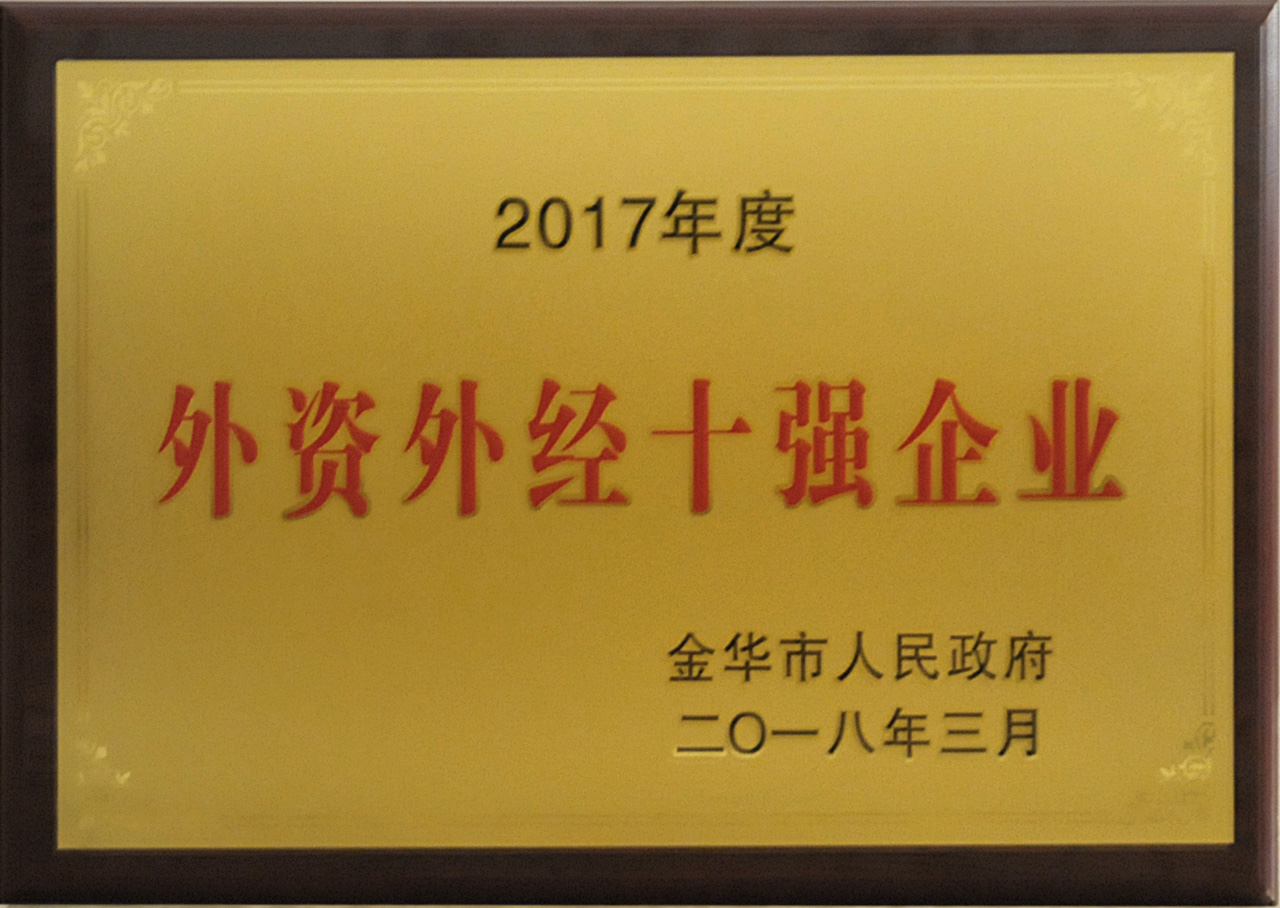 2017年度
外资外经十强企业
金华市人民政府
二〇一八年三月